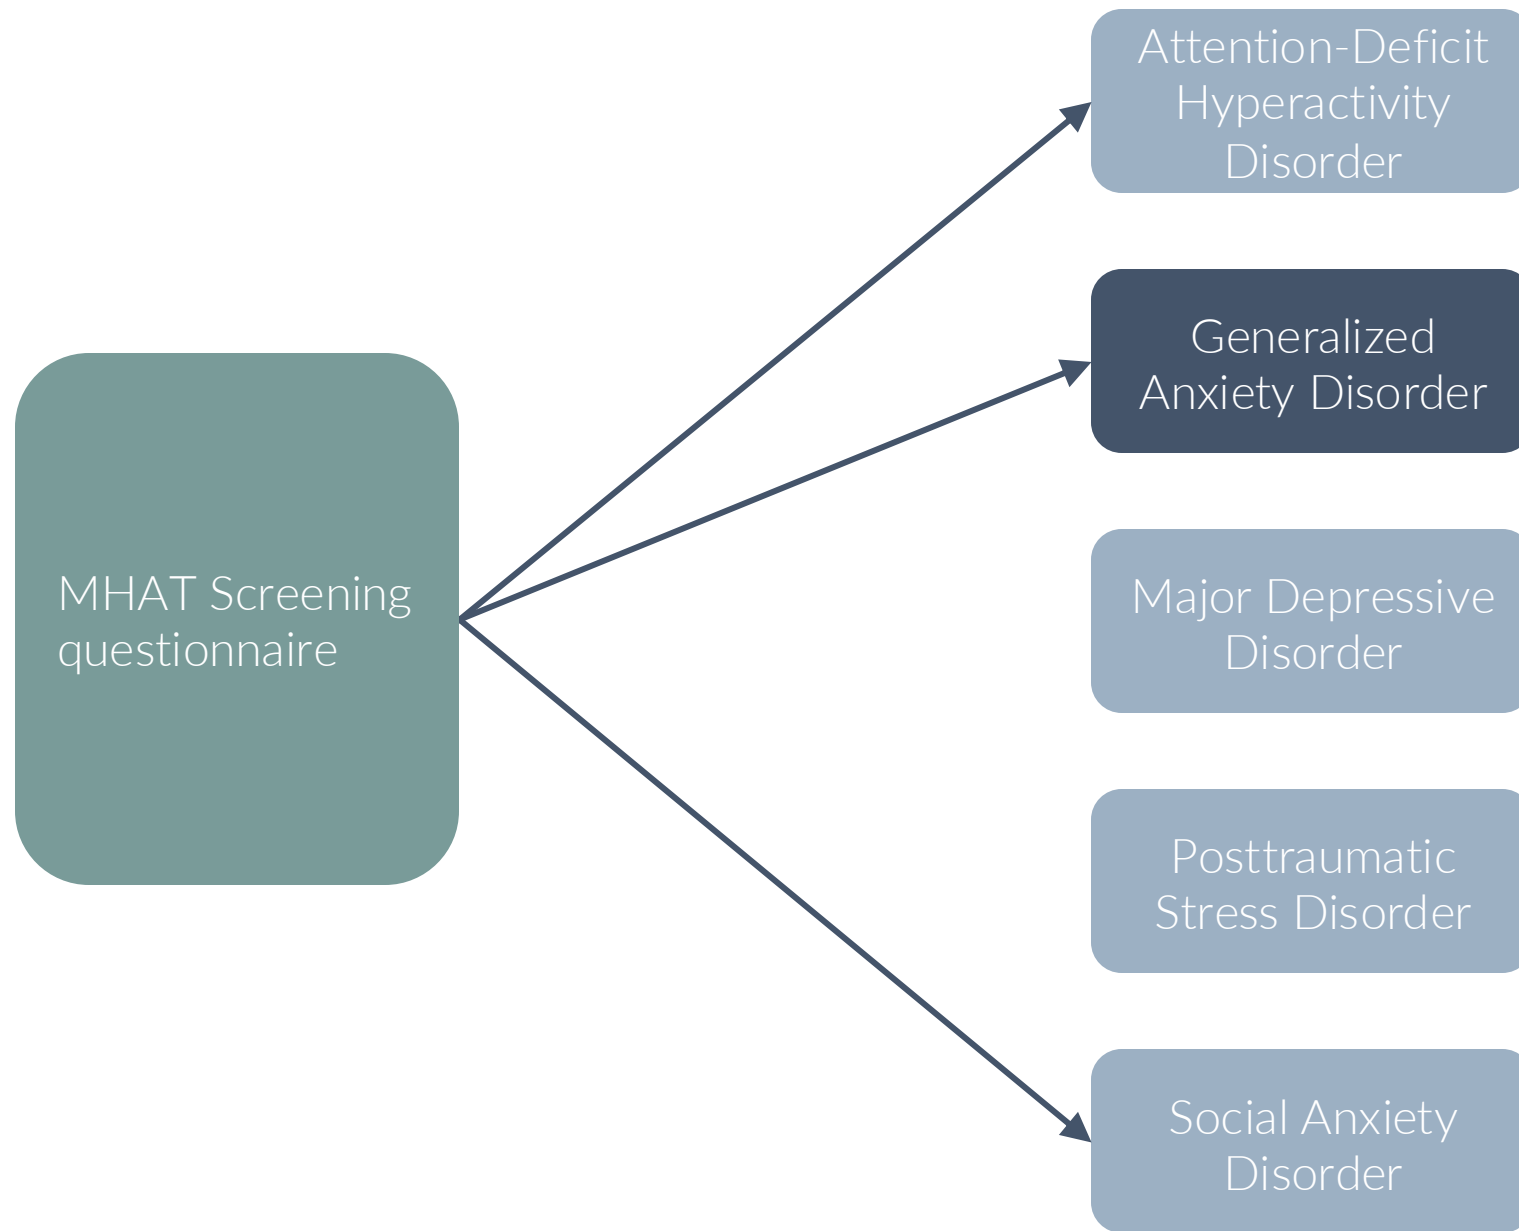 Attention-Deficit
Hyperactivity
Disorder
Generalized
Anxiety Disorder
MHAT Screening
questionnaire
Major Depressive
Disorder
Posttraumatic
Stress Disorder
Social Anxiety
Disorder